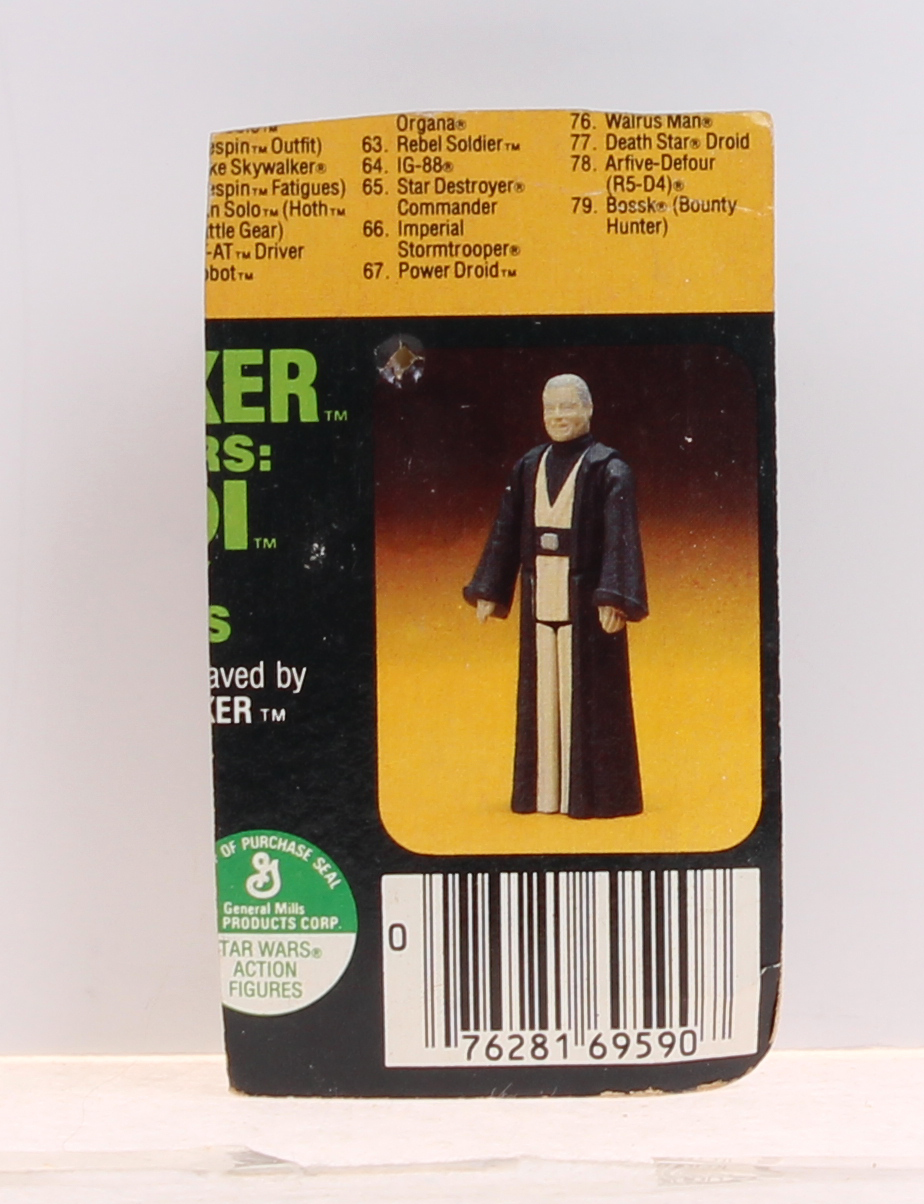 Organa®
espin™ Outfit)
ke Skywalker®
espin™ Fatigues)
n Solo™ (Hoth™
ttle Gear)
-AT™ Driver
obot™
63. Rebel Soldier™
64. IG-88®
65. Star Destroyer®
Commander
66. Imperial
Stormtrooper®
67. Power Droid™
76. Walrus Man®
77. Death Star® Droid
78. Arfive-Defour
(R5-D4)®
79. Bossk® (Bounty
Hunter)
KER™
RS:
DI™
S
aved by
KER™
OF PURCHASE SEAL
General Mills
PRODUCTS CORP.
TAR WARS®
ACTION
FIGURES
0 76281 69590